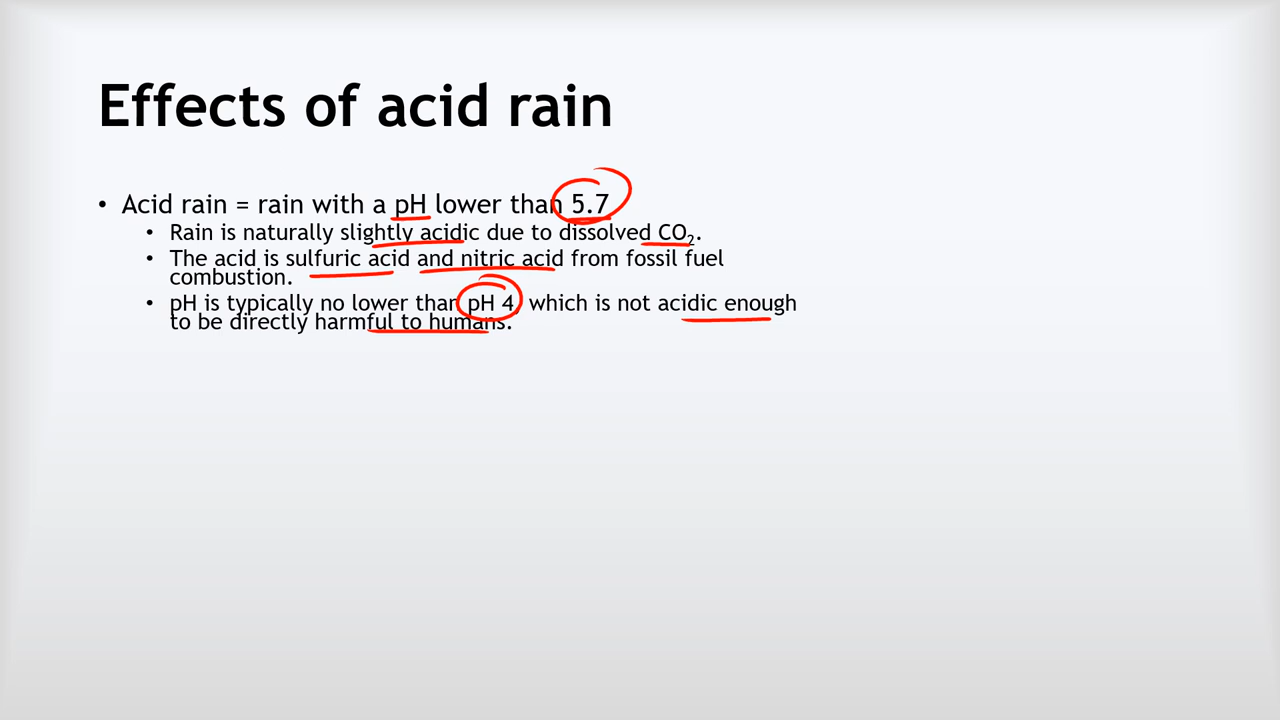 Effects of acid rain
• Acid rain = rain with a pH lower than 5.7
• Rain is naturally slightly acidic due to dissolved CO₂.
• The acid is sulfuric acid and nitric acid from fossil fuel
combustion.
• pH is typically no lower than pH 4, which is not acidic enough
to be directly harmful to humans.